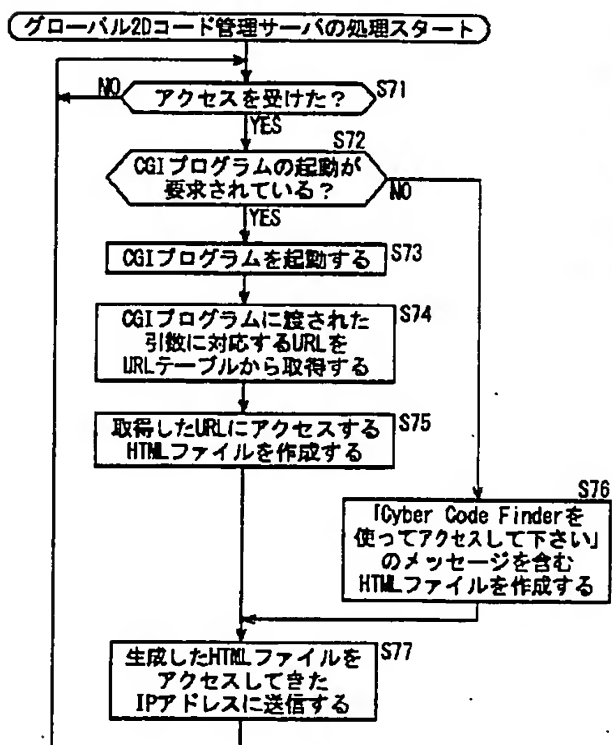 グローバル2Dコード管理サーバの処理スタート
NO
アクセスを受けた?
S71
YES
S72
CGIプログラムの起動が
要求されている?
NO
YES
CGIプログラムを起動する
S73
CGIプログラムに渡された
引数に対応するURLを
URLテーブルから取得する
S74
取得したURLにアクセスする
HTMLファイルを作成する
S75
S76
「Cyber Code Finderを
使ってアクセスして下さい」
のメッセージを含む
HTMLファイルを作成する
生成したHTMLファイルを
アクセスしてきた
IPアドレスに送信する
S77